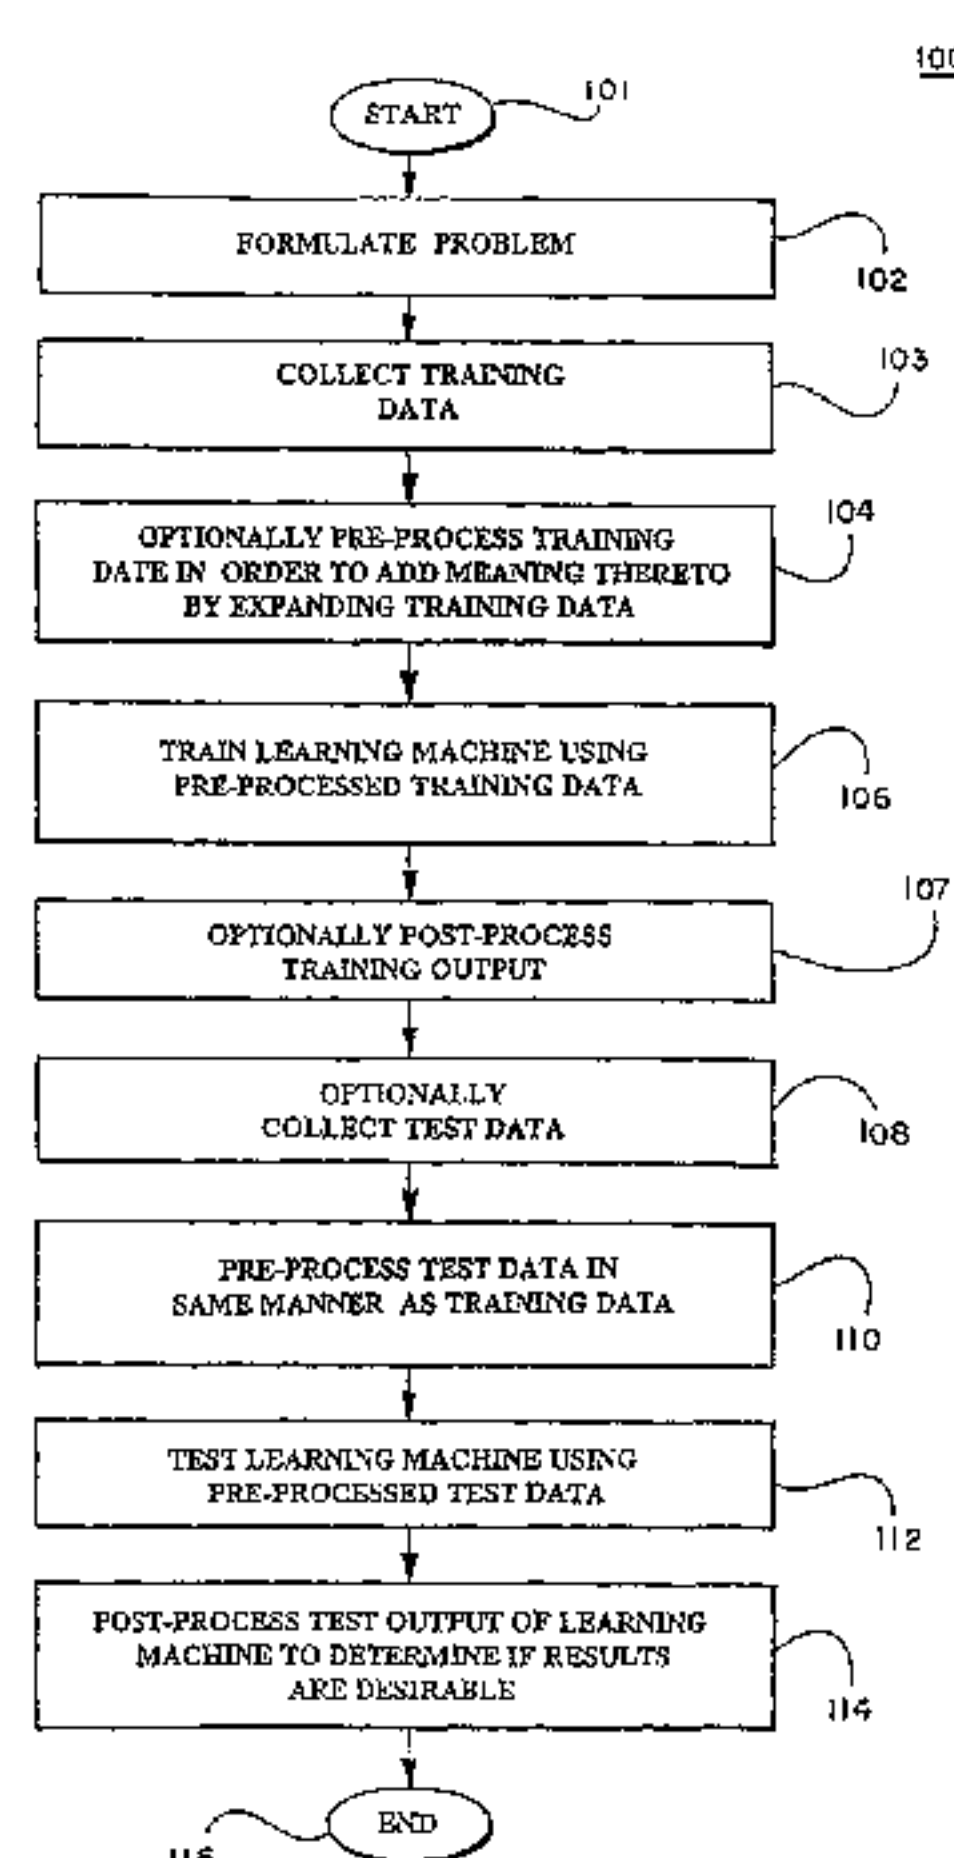 100
START
101
FORMULATE PROBLEM
102
COLLECT TRAINING
DATA
103
OPTIONALLY PRE-PROCESS TRAINING
DATE IN ORDER TO ADD MEANING THERETO
BY EXPANDING TRAINING DATA
104
TRAIN LEARNING MACHINE USING
PRE-PROCESSED TRAINING DATA
106
OPTIONALLY POST-PROCESS
TRAINING OUTPUT
107
OPTIONALLY
COLLECT TEST DATA
108
PRE-PROCESS TEST DATA IN
SAME MANNER AS TRAINING DATA
110
TEST LEARNING MACHINE USING
PRE-PROCESSED TEST DATA
112
POST-PROCESS TEST OUTPUT OF LEARNING
MACHINE TO DETERMINE IF RESULTS
ARE DESIRABLE
114
END